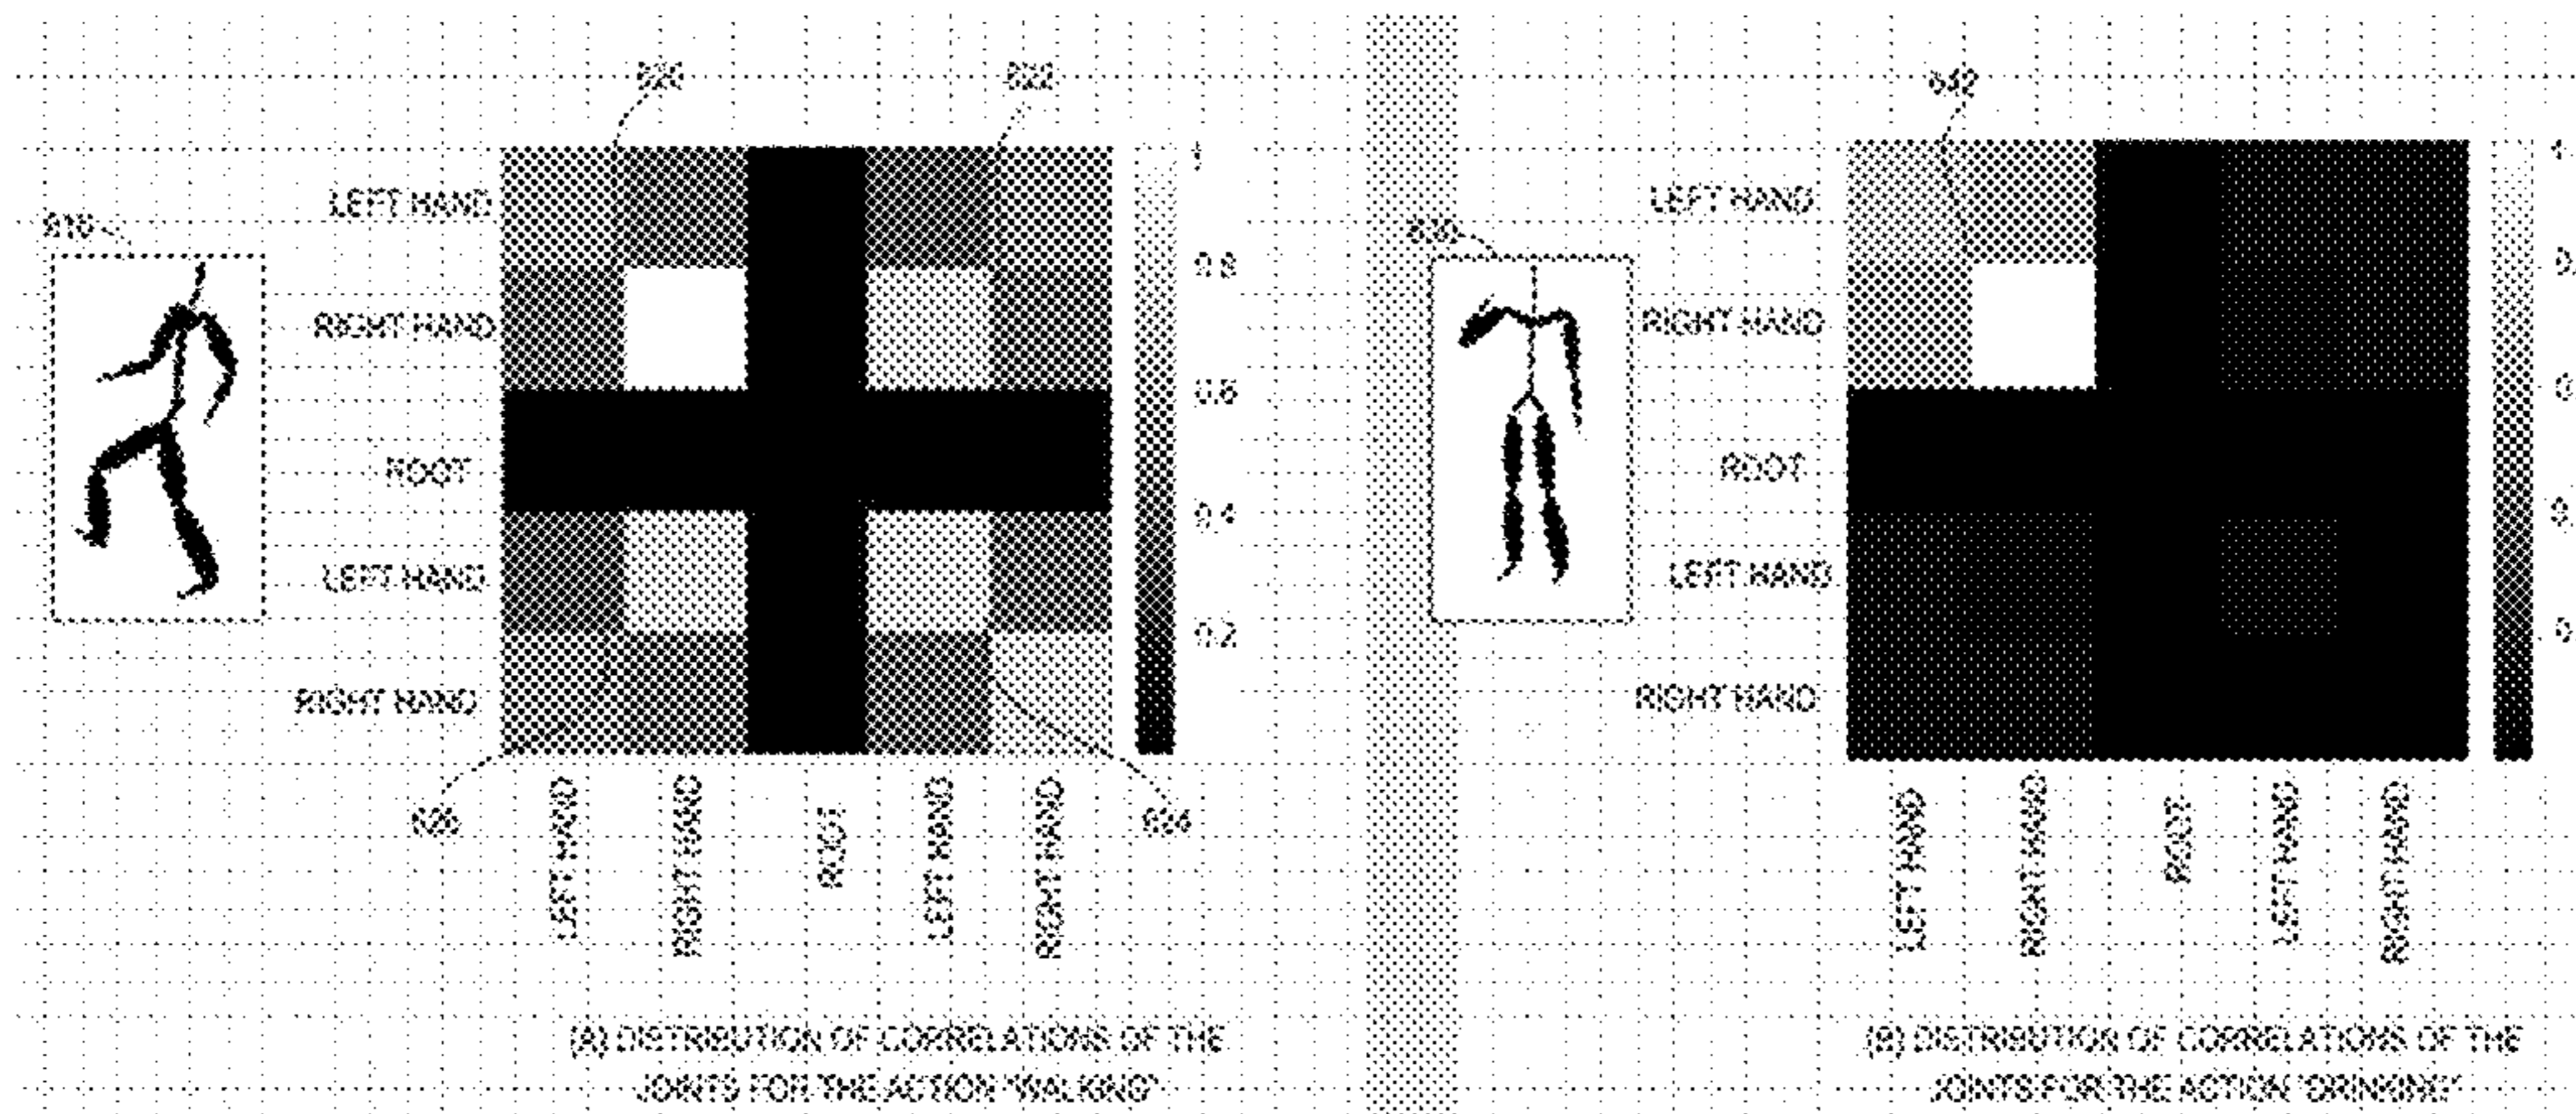 LEFT HAND
RIGHT HAND
ROOT
LEFT HAND
RIGHT HAND
1
0.8
0.6
0.4
0.2
LEFT HAND
RIGHT HAND
ROOT
LEFT HAND
RIGHT HAND
(A) DISTRIBUTION OF CORRELATIONS OF THE
JOINTS FOR THE ACTION 'WALKING'
642
LEFT HAND
RIGHT HAND
ROOT
LEFT HAND
RIGHT HAND
LEFT HAND
RIGHT HAND
ROOT
LEFT HAND
RIGHT HAND
(B) DISTRIBUTION OF CORRELATIONS OF THE
JOINTS FOR THE ACTION 'DRINKING'